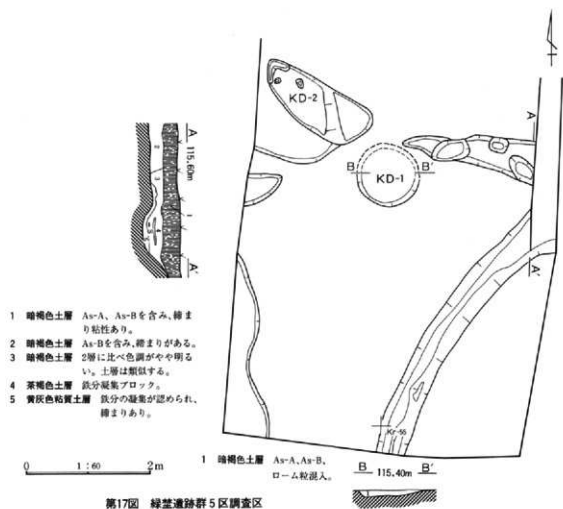 KD-2
A
B
B'
KD-1
A
115.60m
2
3
1
4
5
A'
A'
1 暗褐色土層 As-A、As-Bを含み、締ま
り粘性あり。
2 暗褐色土層 As-Bを含み、締まりがある。
3 暗褐色土層 2層に比べ色調がやや明る
い。土層は類似する。
4 茶褐色土層 鉄分凝集ブロック。
5 黄灰色粘質土層 鉄分の凝集が認められ、
締まりあり。
Kr-55
1 暗褐色土層 As-A、As-B、
ローム粒混入。
B 115.40m B'
0 1:60 2m
第17図 緑埜遺跡群5区調査区